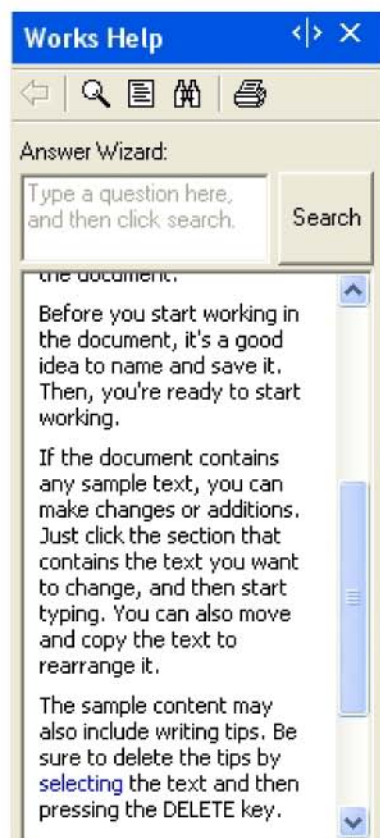 Works Help
Answer Wizard:
Type a question here,
and then click search.
Search
the document.
Before you start working in
the document, it's a good
idea to name and save it.
Then, you're ready to start
working.
If the document contains
any sample text, you can
make changes or additions.
Just click the section that
contains the text you want
to change, and then start
typing. You can also move
and copy the text to
rearrange it.
The sample content may
also include writing tips. Be
sure to delete the tips by
selecting the text and then
pressing the DELETE key.